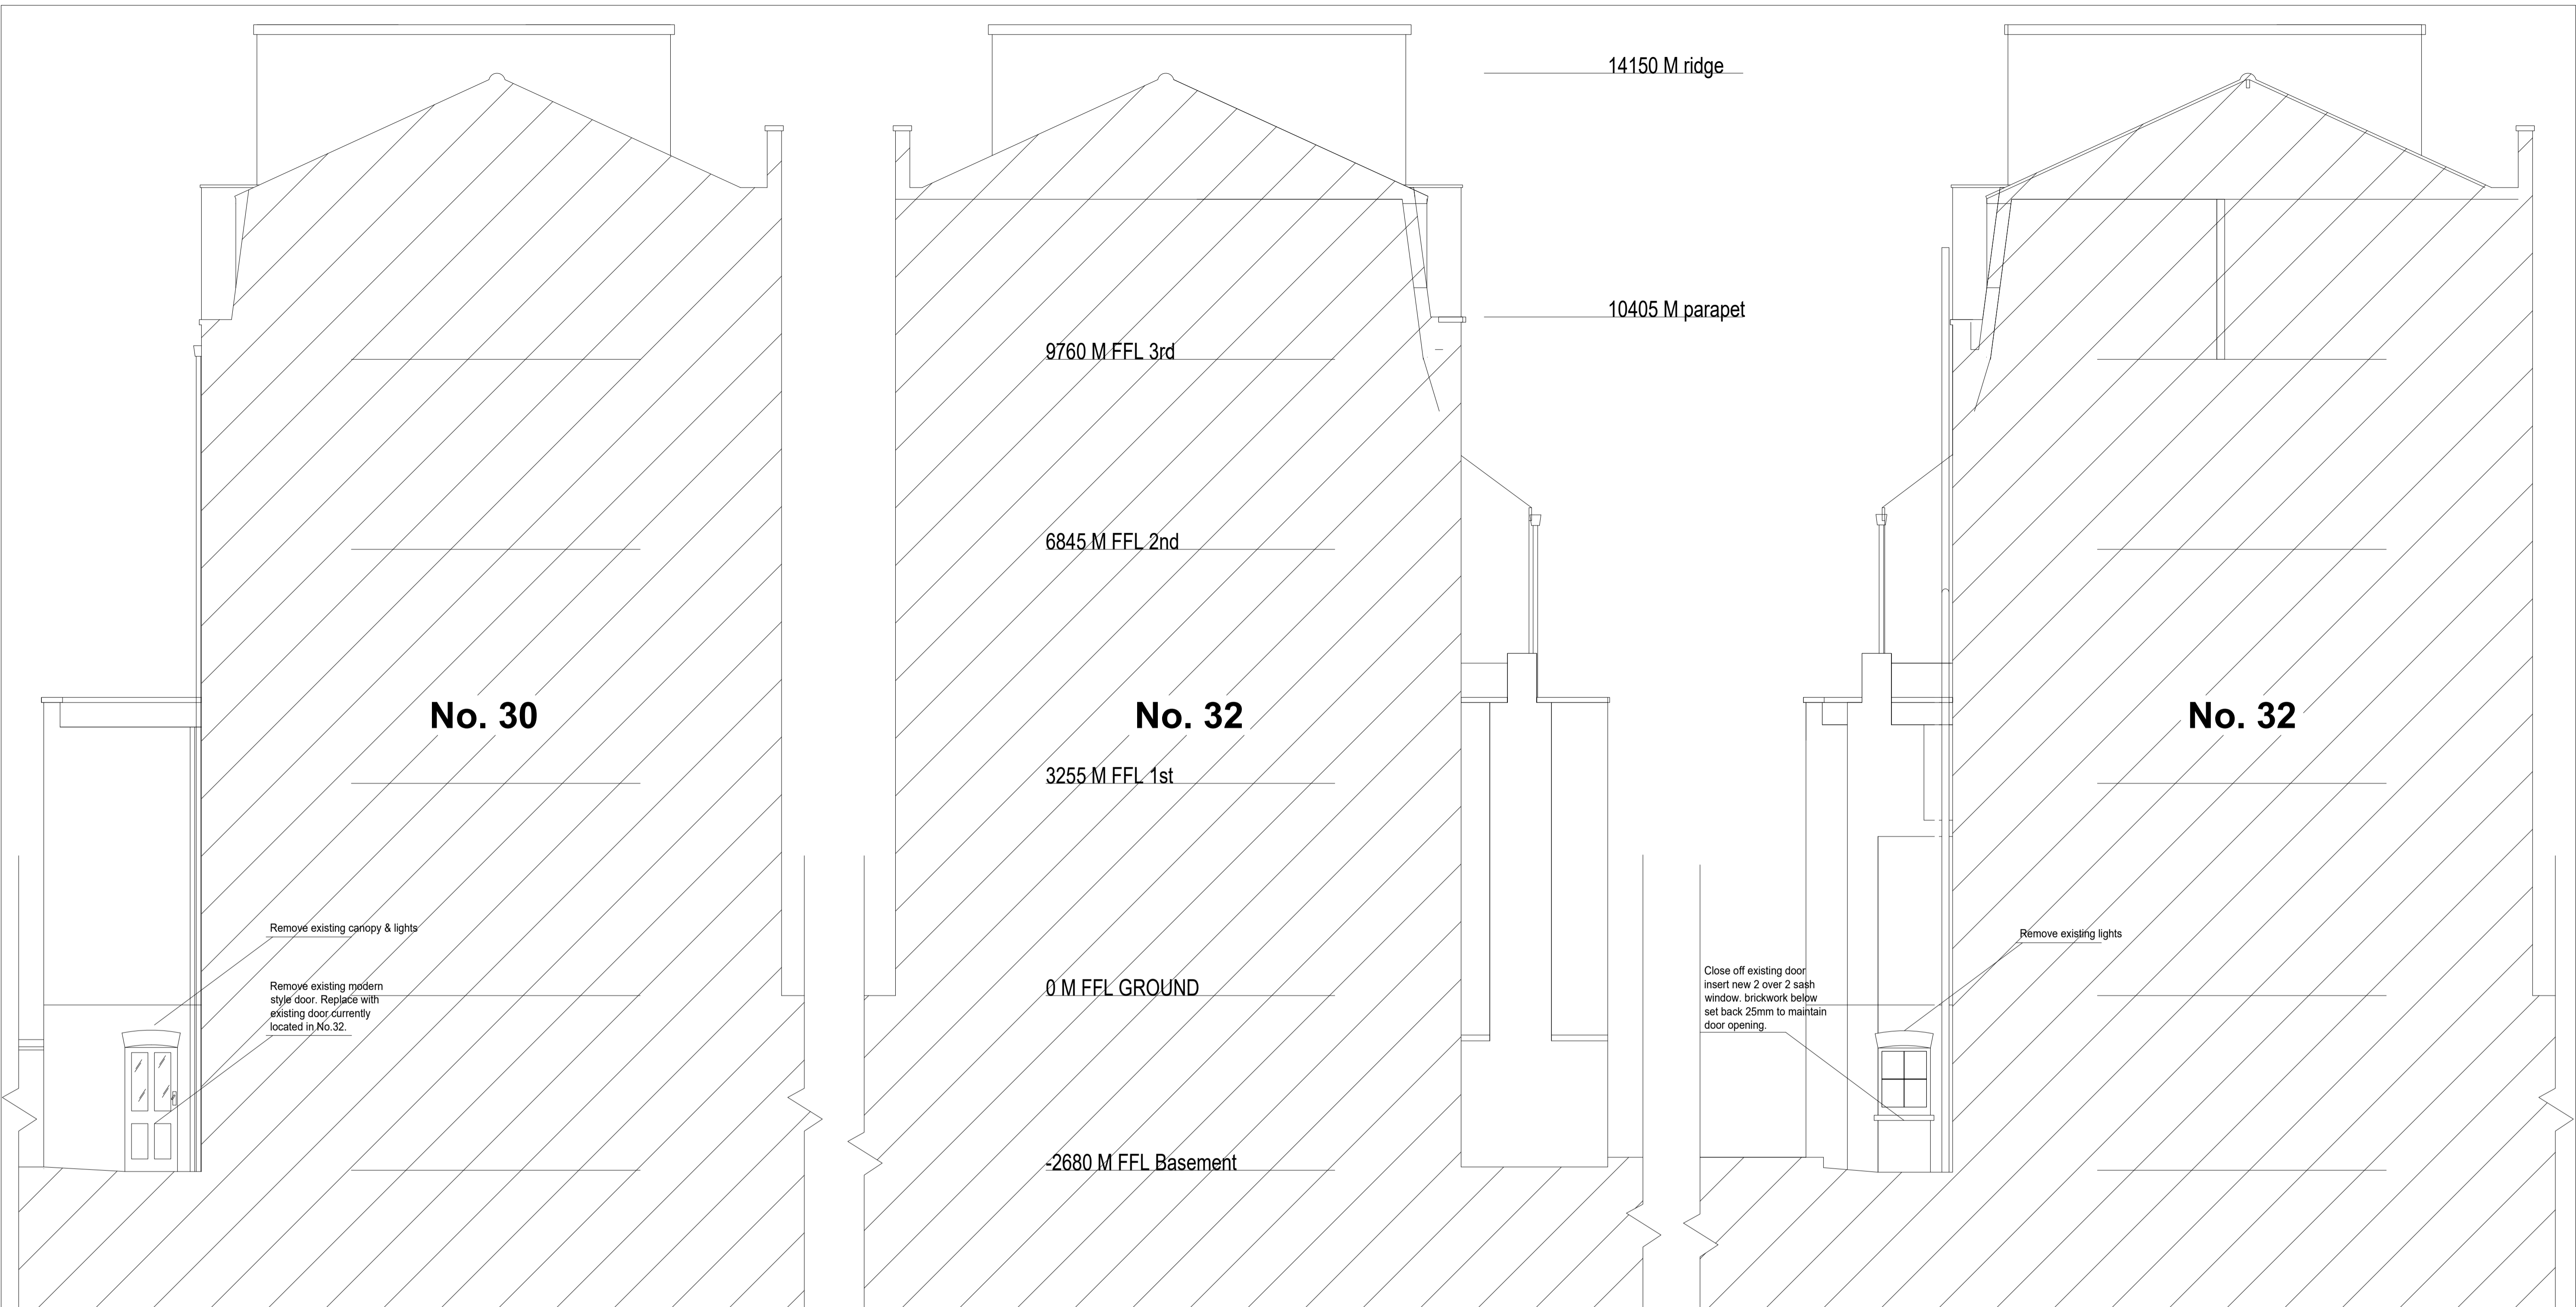 14150 M ridge
10405 M parapet
9760 M FFL 3rd
6845 M FFL 2nd
No. 30
No. 32
No. 32
3255 M FFL 1st
Remove existing canopy & lights
Remove existing modern
style door. Replace with
existing door currently
located in No.32.
0 M FFL GROUND
-2680 M FFL Basement
Close off existing door
insert new 2 over 2 sash
window. brickwork below
set back 25mm to maintain
door opening.
Remove existing lights